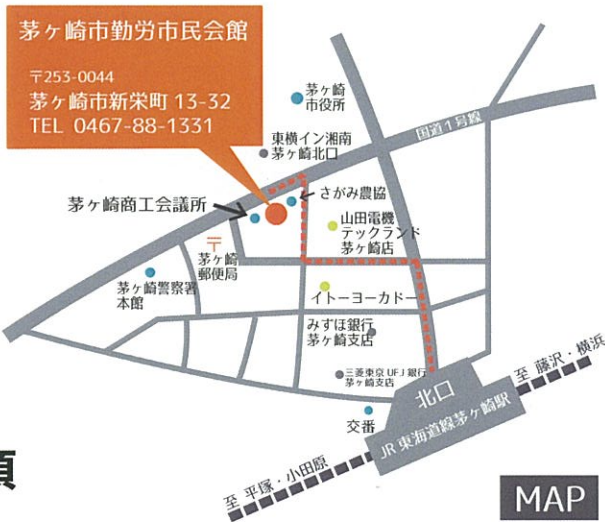 茅ヶ崎市勤労市民会館
〒253-0044
茅ヶ崎市新栄町 13-32
TEL 0467-88-1331
茅ヶ崎
市役所
国道1号線
東横イン湘南
茅ヶ崎北口
さがみ農協
茅ヶ崎商工会議所
山田電機
テックランド
茅ヶ崎店
〒
茅ヶ崎
郵便局
茅ヶ崎警察署
本館
イトーヨーカドー
みずほ銀行
茅ヶ崎支店
三菱東京 UFJ 銀行
茅ヶ崎支店
交番
北口
JR 東海道線茅ヶ崎駅
至 藤沢・横浜
至 平塚・小田原
MAP